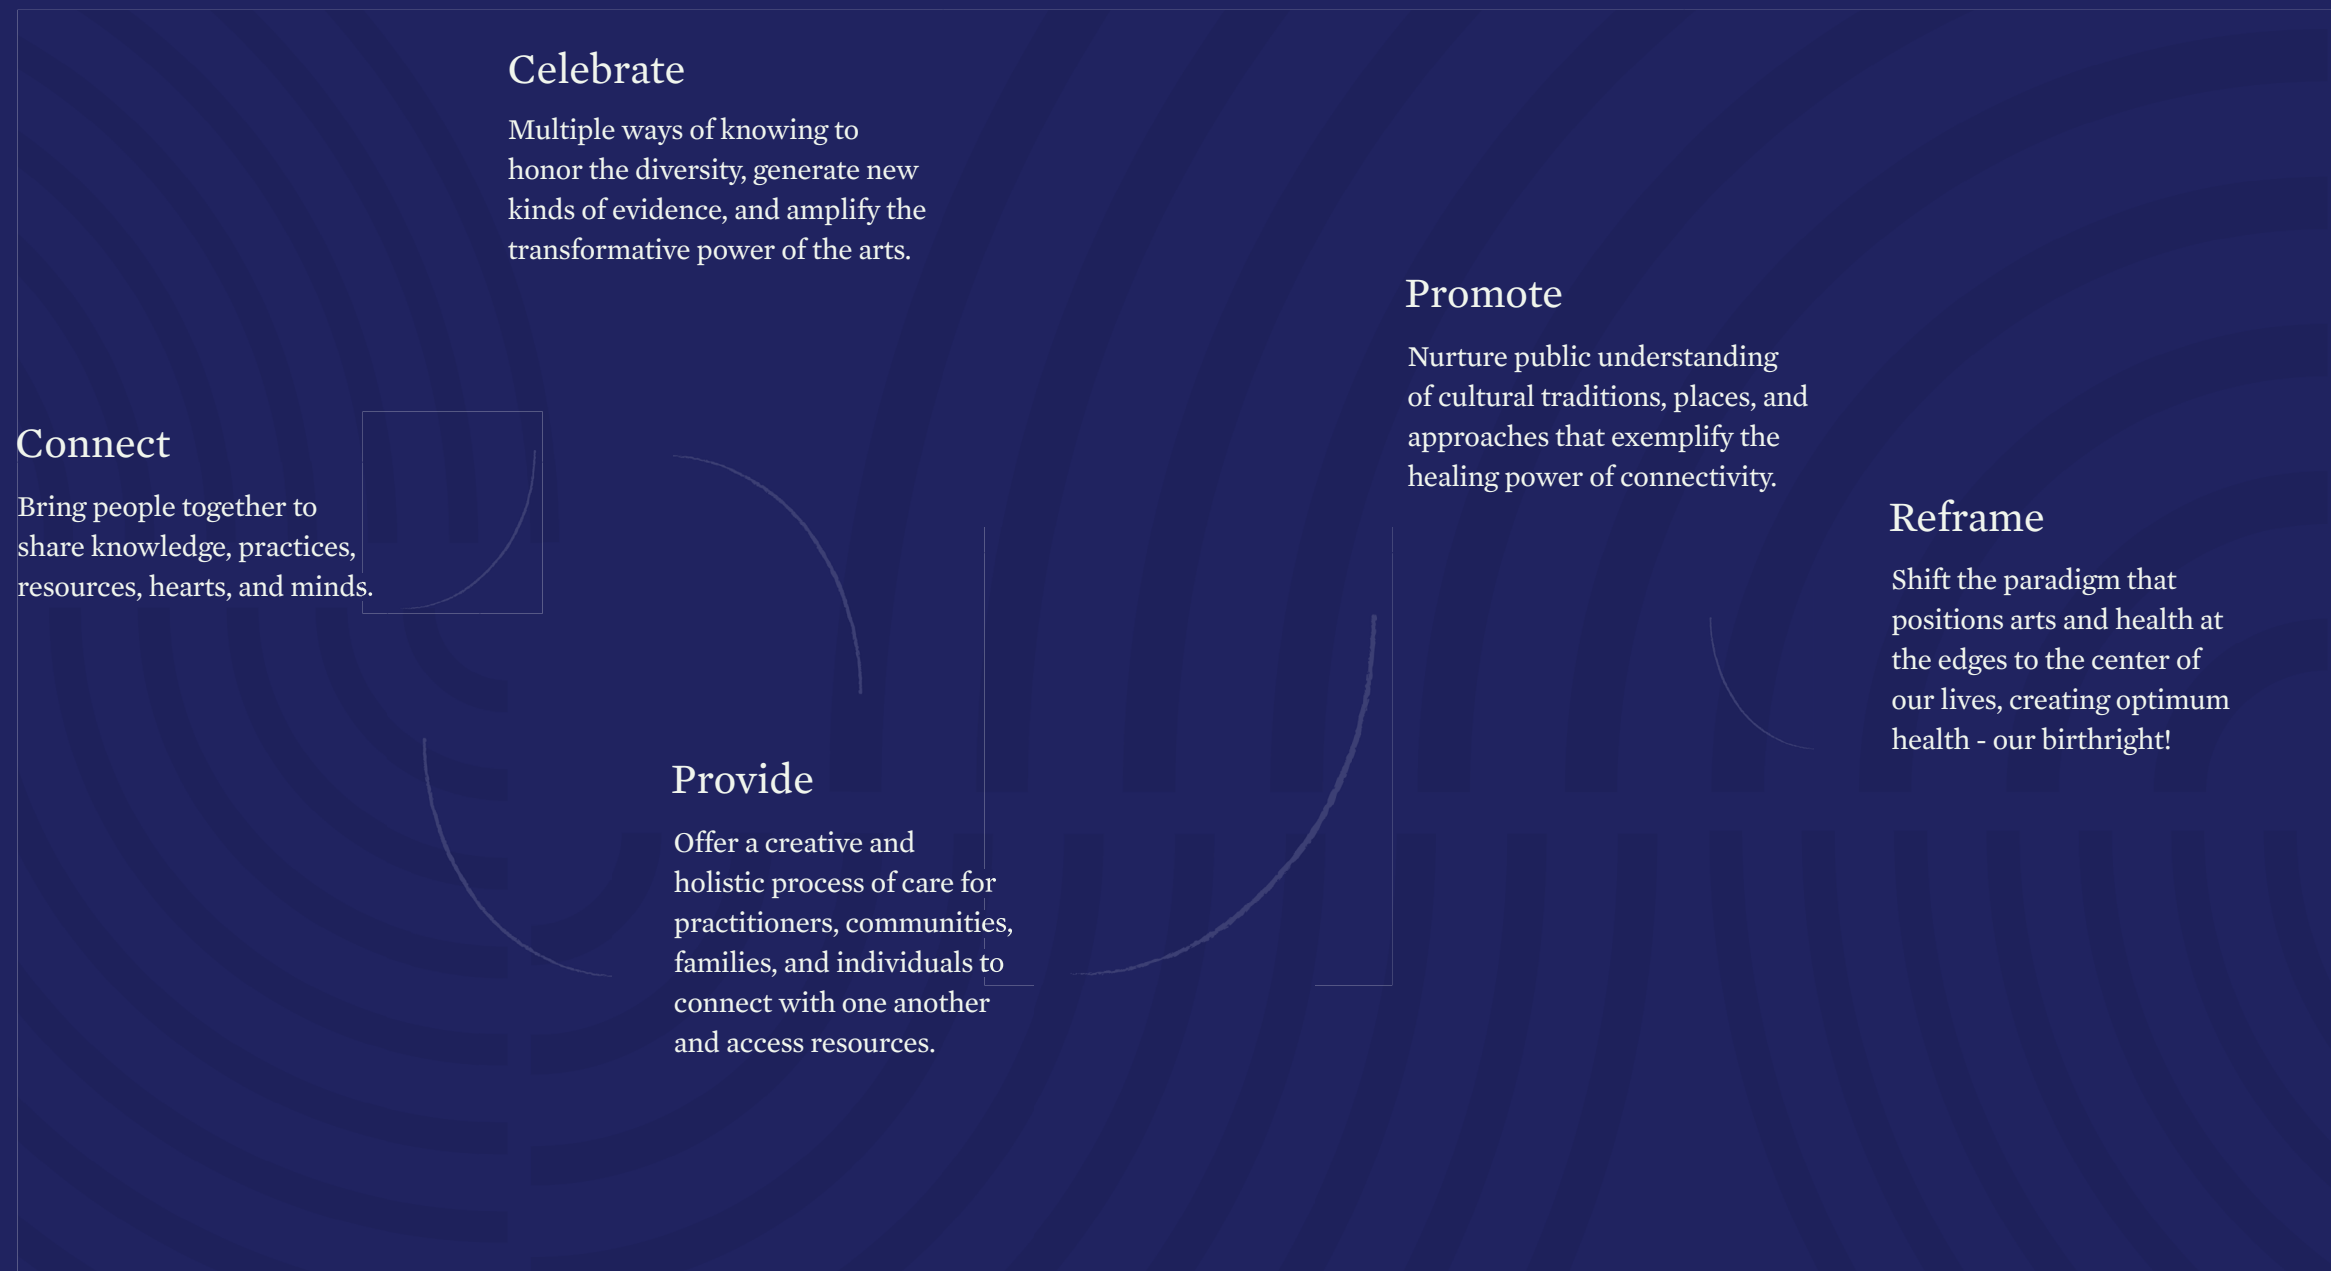 Celebrate
Multiple ways of knowing to
honor the diversity, generate new
kinds of evidence, and amplify the
transformative power of the arts.
Connect
Bring people together to
share knowledge, practices,
resources, hearts, and minds.
Provide
Offer a creative and
holistic process of care for
practitioners, communities,
families, and individuals to
connect with one another
and access resources.
Promote
Nurture public understanding
of cultural traditions, places, and
approaches that exemplify the
healing power of connectivity.
Reframe
Shift the paradigm that
positions arts and health at
the edges to the center of
our lives, creating optimum
health - our birthright!